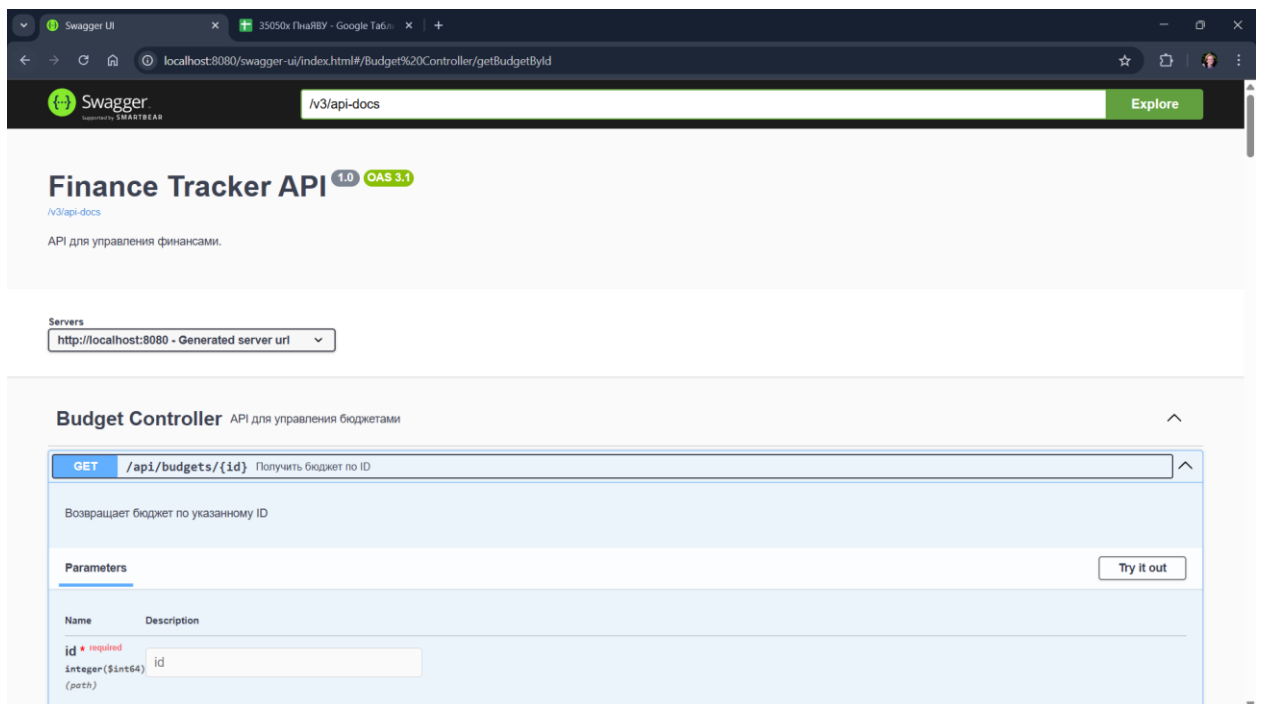 Swagger UI
35050x ПнаЯВУ - Google Табл
localhost:8080/swagger-ui/index.html#/Budget%20Controller/getBudgetById
Swagger.
Supported by SMARTBEAR
/v3/api-docs
Explore
Finance Tracker API 1.0 OAS 3.1
/v3/api-docs
API для управления финансами.
Servers
http://localhost:8080 - Generated server url
Budget Controller API для управления бюджетами
GET /api/budgets/{id} Получить бюджет по ID
Возвращает бюджет по указанному ID
Parameters
Try it out
Name Description
id * required
integer($int64)
(path)
id